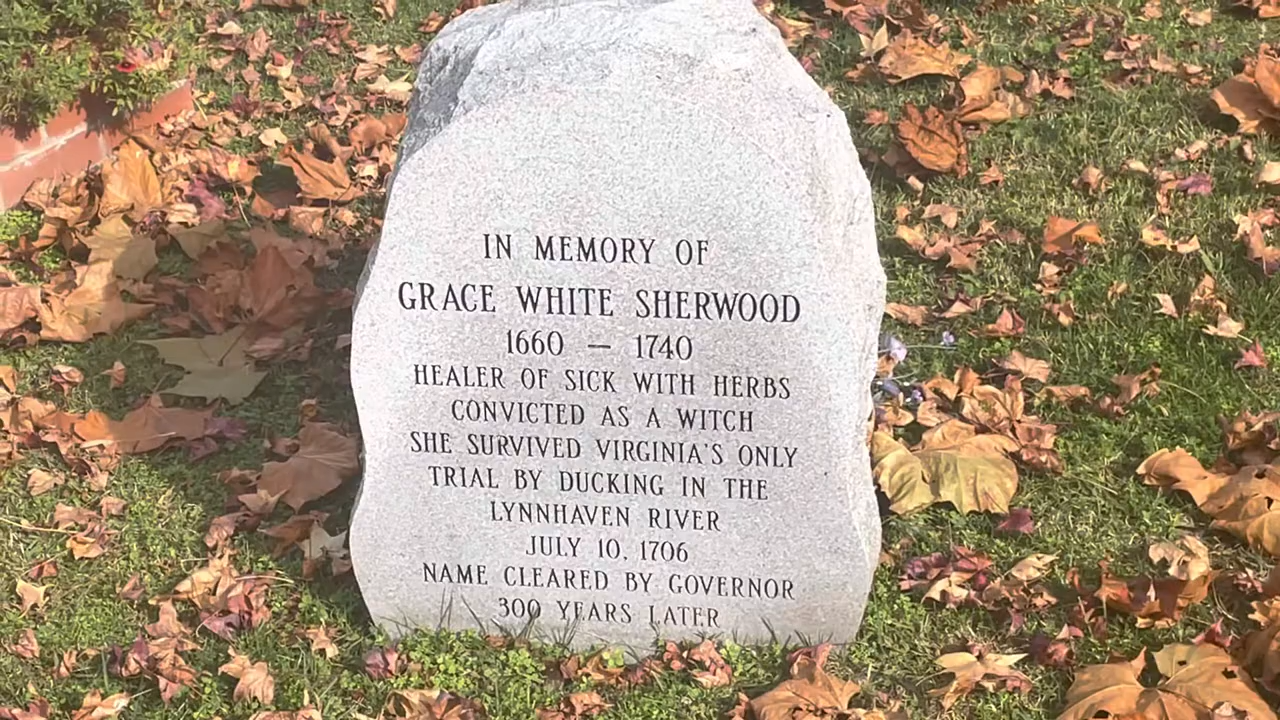 IN MEMORY OF
GRACE WHITE SHERWOOD
1660 — 1740
HEALER OF SICK WITH HERBS
CONVICTED AS A WITCH
SHE SURVIVED VIRGINIA'S ONLY
TRIAL BY DUCKING IN THE
LYNNHAVEN RIVER
JULY 10, 1706
NAME CLEARED BY GOVERNOR
300 YEARS LATER